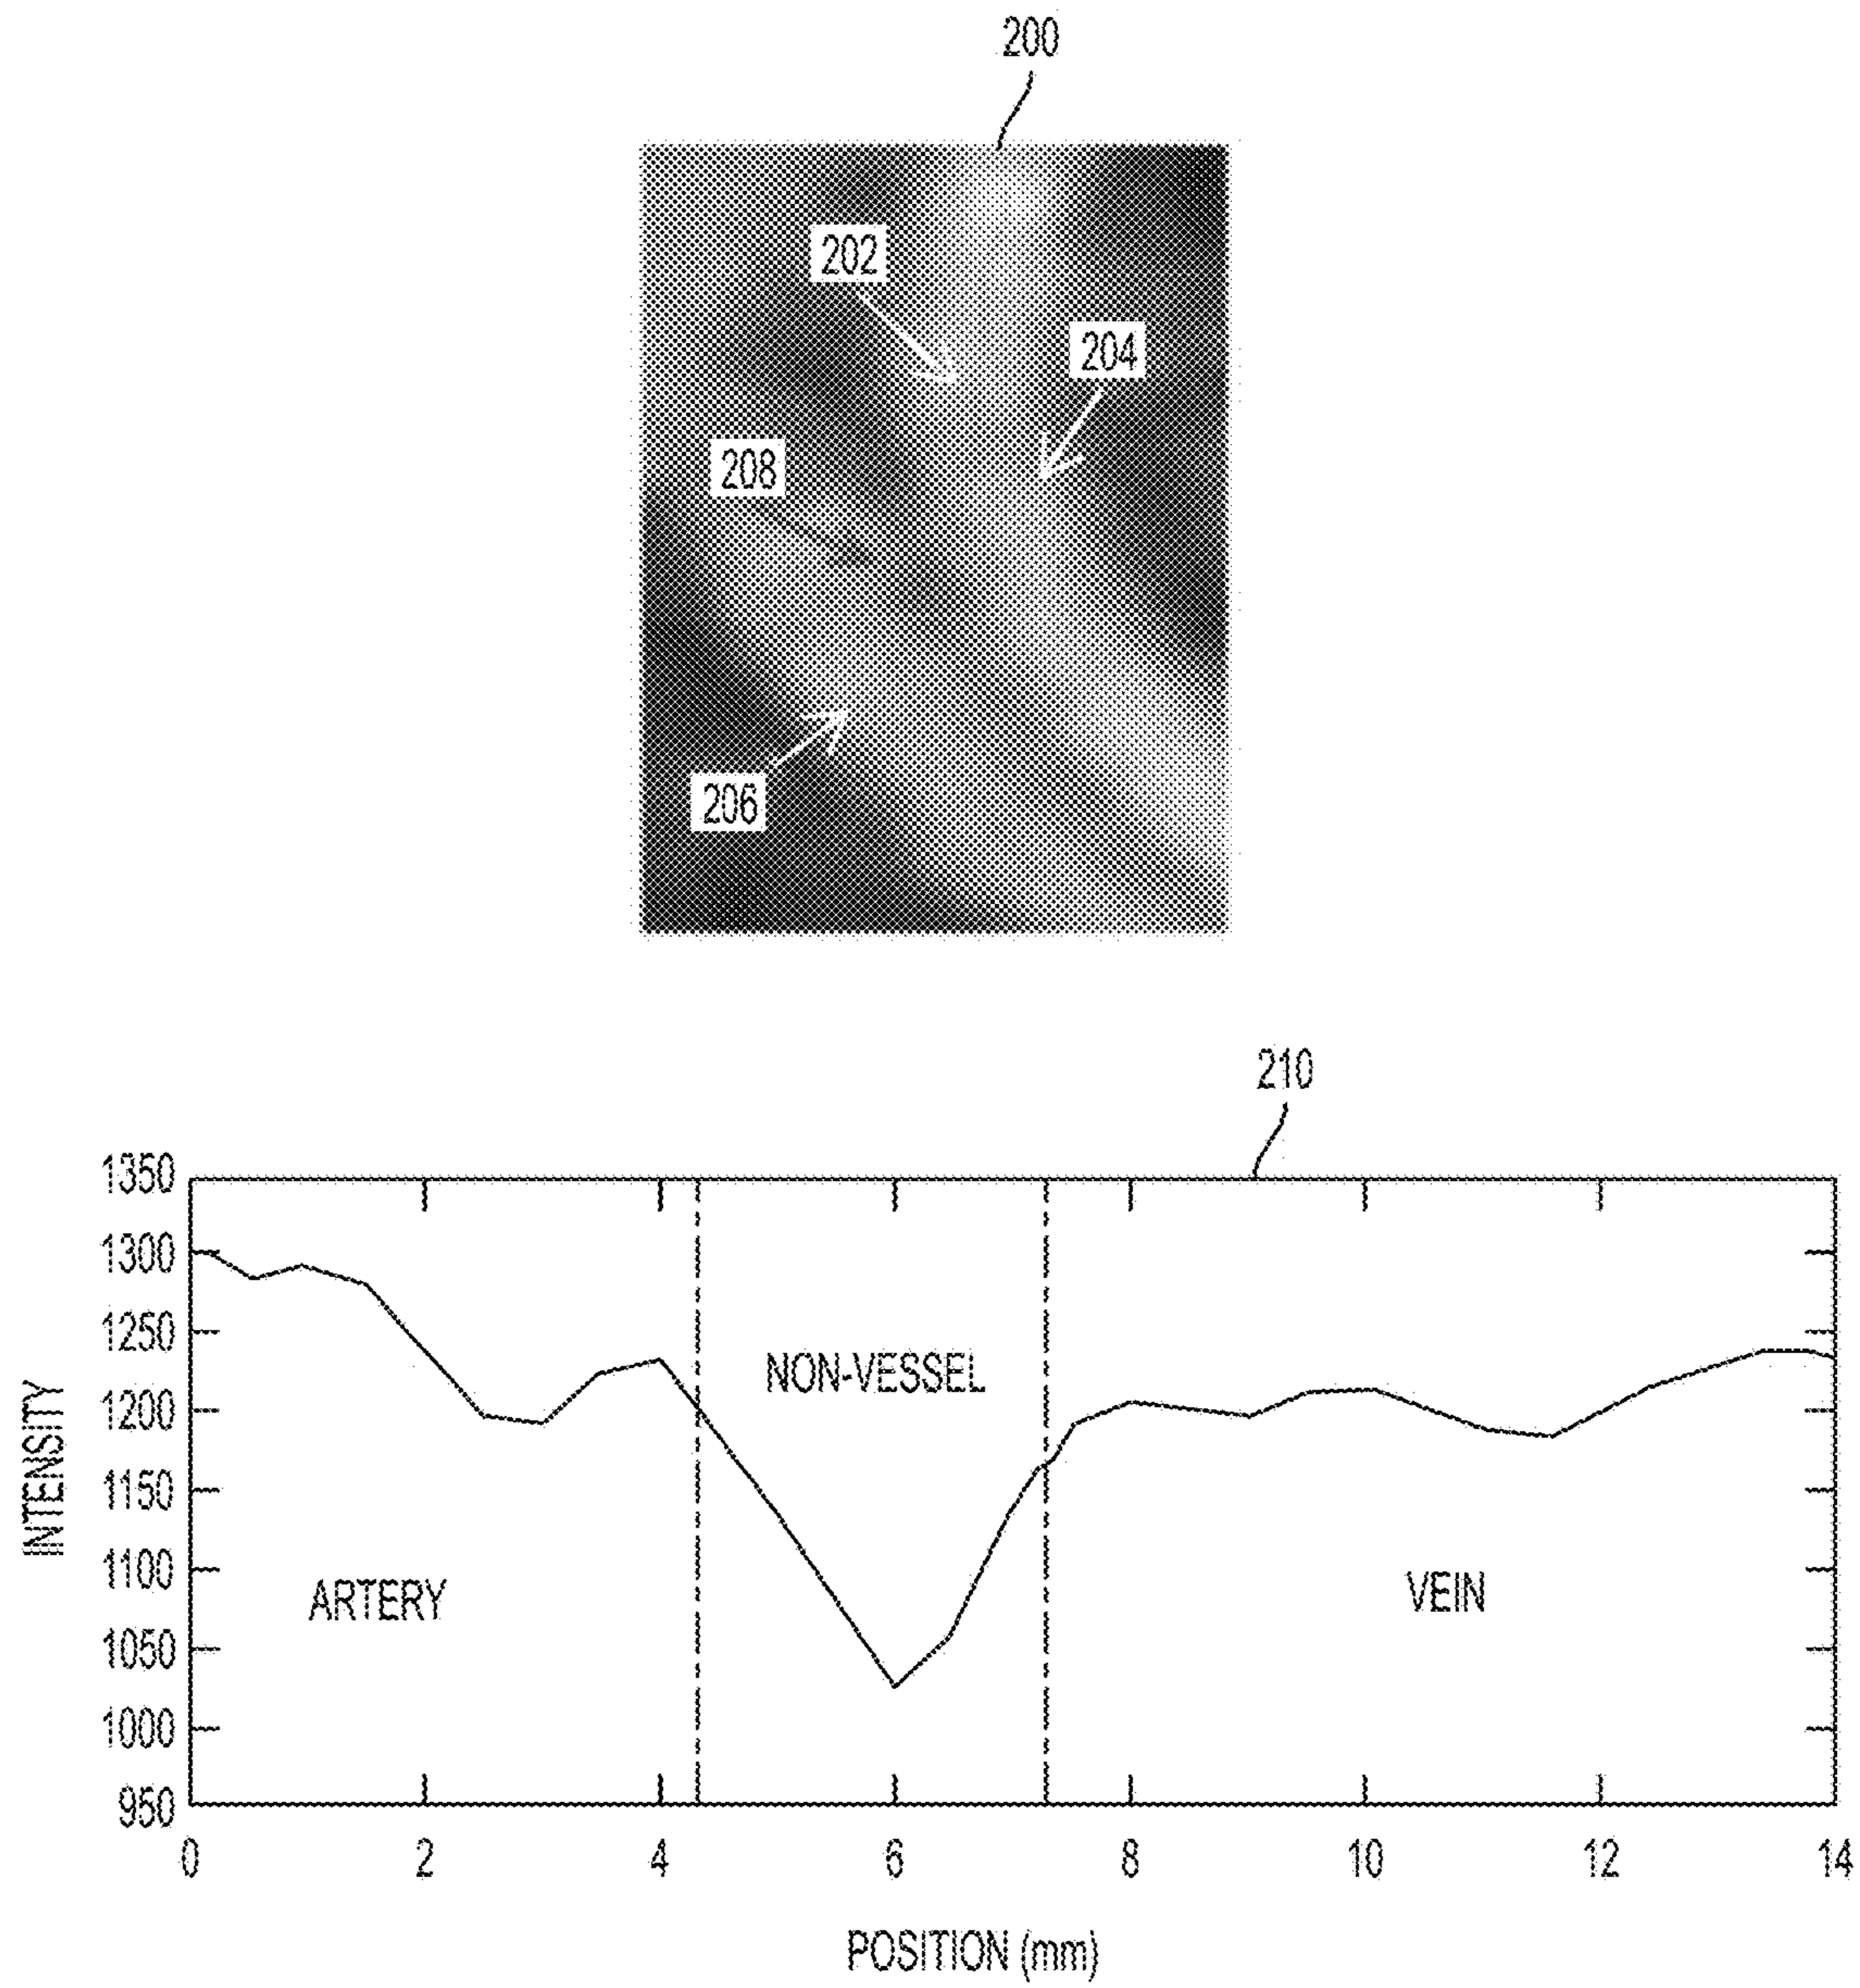 200
202
204
208
206
210
1350
1300
1250
1200
1150
1100
1050
1000
950
INTENSITY
NON-VESSEL
ARTERY
VEIN
0 2 4 6 8 10 12 14
POSITION (mm)